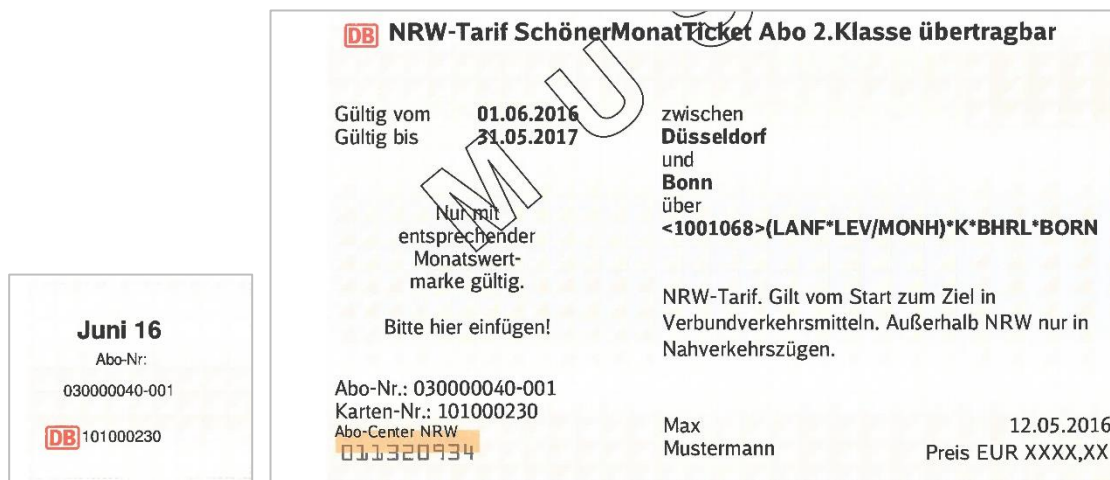 DB NRW-Tarif SchönerMonatTicket Abo 2.Klasse übertragbar
MUS
Gültig vom 01.06.2016
Gültig bis 31.05.2017
zwischen
Düsseldorf
und
Bonn
über
<1001068>(LANF*LEV/MONH)*K*BHRL*BORN
Nur mit
entsprechender
Monatswert-
marke gültig.
Bitte hier einfügen!
NRW-Tarif. Gilt vom Start zum Ziel in
Verbundverkehrsmitteln. Außerhalb NRW nur in
Nahverkehrszügen.
Abo-Nr.: 030000040-001
Karten-Nr.: 101000230
Abo-Center NRW
011320934
Max
Mustermann
12.05.2016
Preis EUR XXXX,XX
Juni 16
Abo-Nr:
030000040-001
DB 101000230